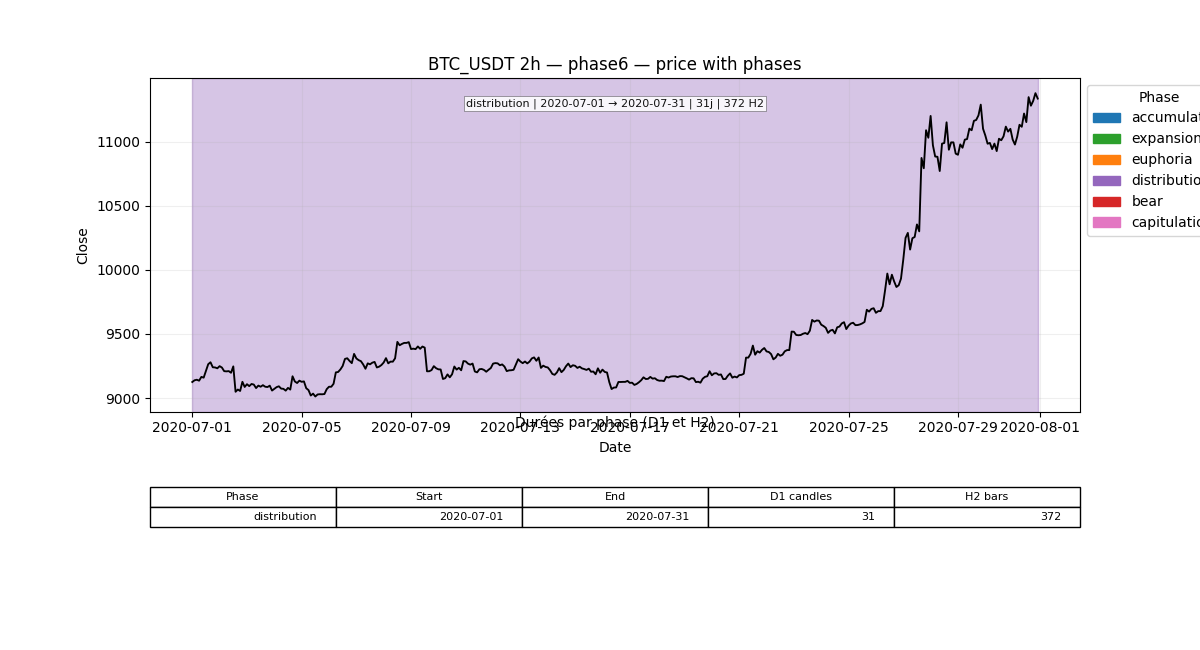 BTC_USDT 2h — phase6 — price with phases
distribution | 2020-07-01 → 2020-07-31 | 31j | 372 H2
Phase
accumulat
expansion
euphoria
distributio
bear
capitulatio
Close
11000
10500
10000
9500
9000
2020-07-01 2020-07-05 2020-07-09 2020-07-13 2020-07-17 2020-07-21 2020-07-25 2020-07-29 2020-08-01
Durées par phase (D1 et H2)
Date
Phase Start End D1 candles H2 bars
distribution 2020-07-01 2020-07-31 31 372